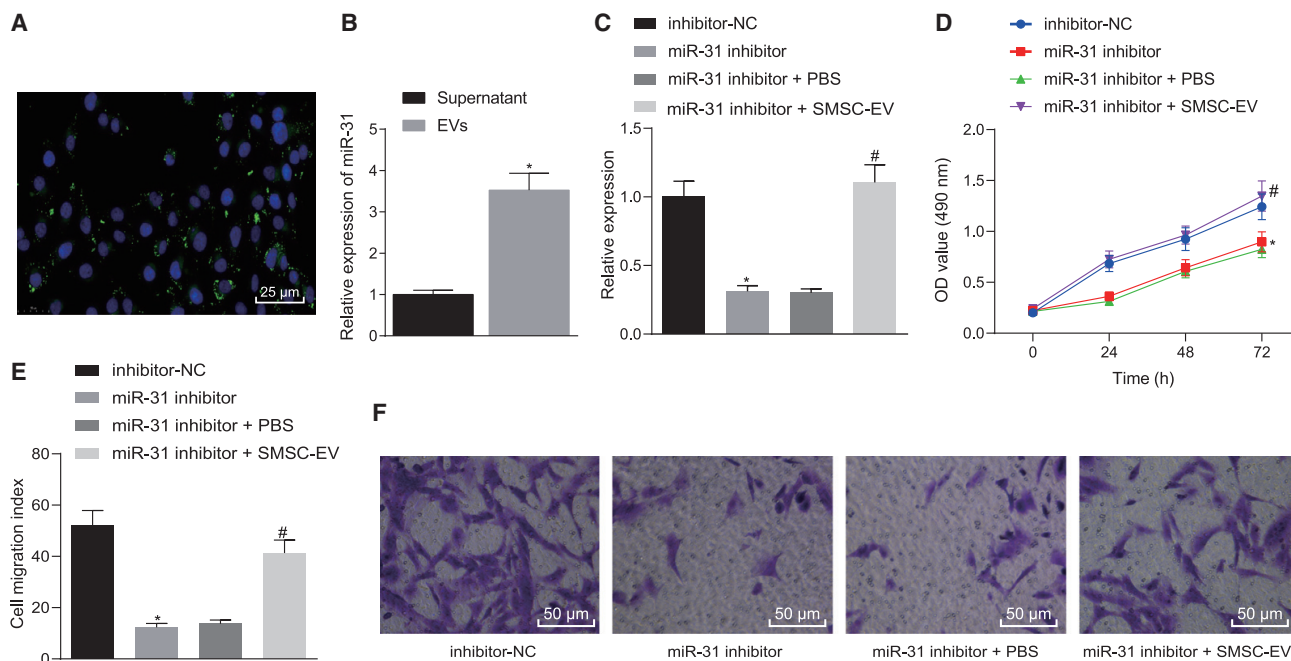 A
25 µm
B
Supernatant
EVs
Relative expression of miR-31
5
4
3
2
1
0
*
C
inhibitor-NC
miR-31 inhibitor
miR-31 inhibitor + PBS
miR-31 inhibitor + SMSC-EV
Relative expression
1.5
1.0
0.5
0.0
*
#
D
inhibitor-NC
miR-31 inhibitor
miR-31 inhibitor + PBS
miR-31 inhibitor + SMSC-EV
OD value (490 nm)
2.0
1.5
1.0
0.5
0.0
#
*
0 24 48 72
Time (h)
E
inhibitor-NC
miR-31 inhibitor
miR-31 inhibitor + PBS
miR-31 inhibitor + SMSC-EV
Cell migration index
80
60
40
20
0
*
#
F
50 µm 50 µm 50 µm 50 µm
inhibitor-NC miR-31 inhibitor miR-31 inhibitor + PBS miR-31 inhibitor + SMSC-EV